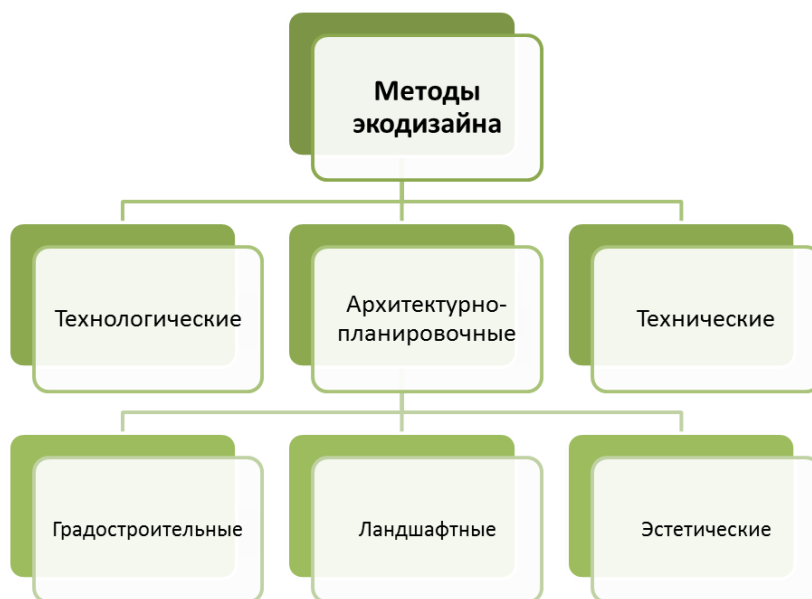 Методы
экодизайна
Технологические
Архитектурно-
планировочные
Технические
Градостроительные
Ландшафтные
Эстетические